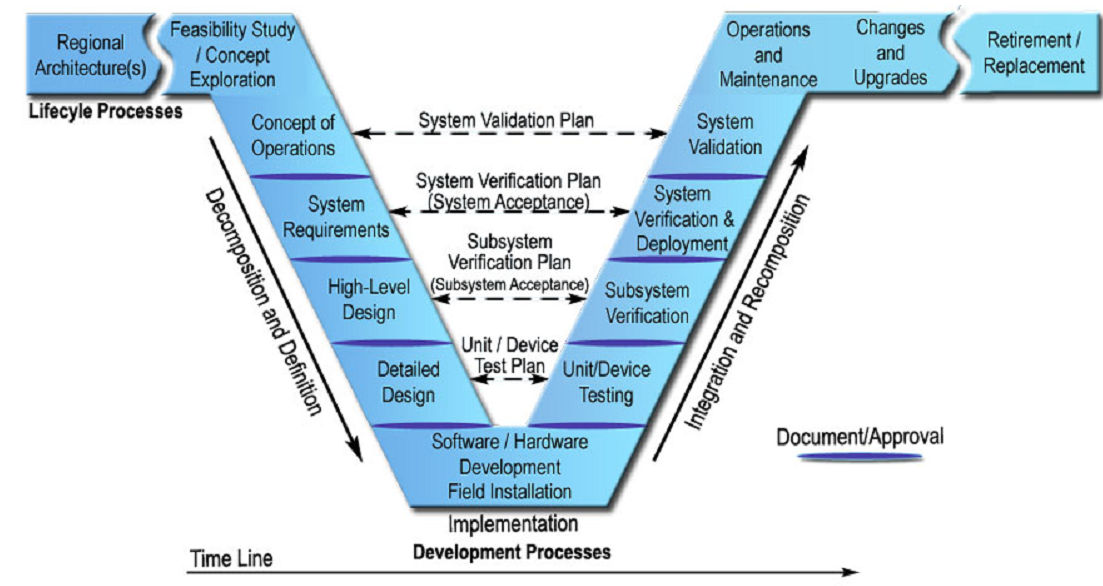 Regional
Architecture(s)
Feasibility Study
/ Concept
Exploration
Operations
and
Maintenance
Changes
and
Upgrades
Retirement /
Replacement
Lifecyle Processes
Concept of
Operations
System Validation Plan
System
Validation
System
Requirements
System Verification Plan
(System Acceptance)
System
Verification &
Deployment
High-Level
Design
Subsystem
Verification Plan
(Subsystem Acceptance)
Subsystem
Verification
Detailed
Design
Unit / Device
Test Plan
Unit/Device
Testing
Decomposition and Definition
Integration and Recomposition
Software / Hardware
Development
Field Installation
Document/Approval
Implementation
Development Processes
Time Line